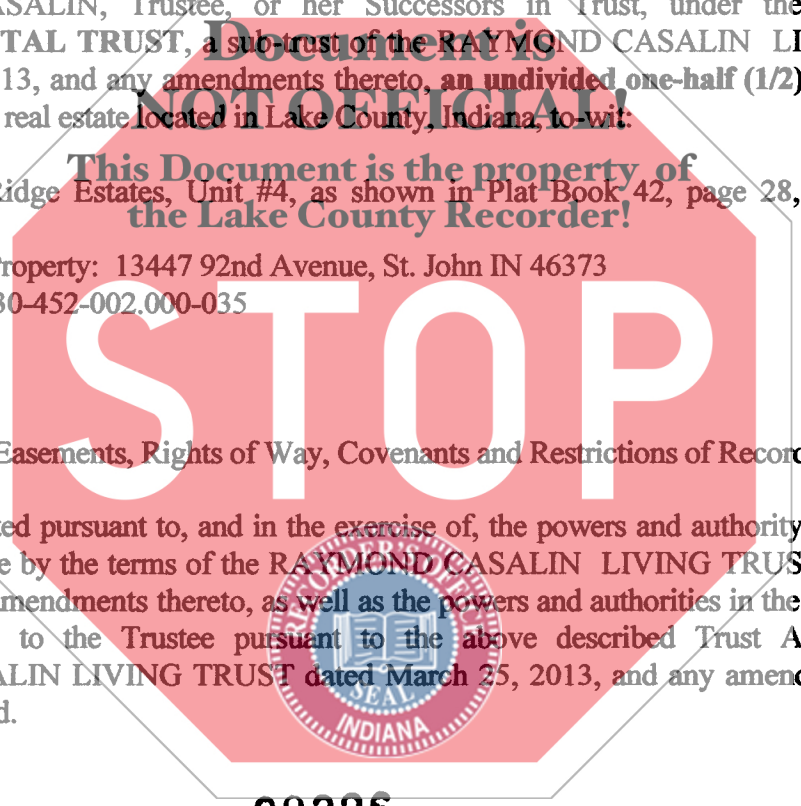 ASALIN, Trustee, or her Successors in Trust, under the
TAL TRUST, a sub-trust of the RAYMOND CASALIN LI
13, and any amendments thereto, an undivided one-half (1/2)
real estate located in Lake County, Indiana, to-wit:
Document is
NOT OFFICIAL!
This Document is the property of
the Lake County Recorder!
Ridge Estates, Unit #4, as shown in Plat Book 42, page 28,
roperty: 13447 92nd Avenue, St. John IN 46373
30-452-002.000-035
STOP
Easements, Rights of Way, Covenants and Restrictions of Record
ted pursuant to, and in the exercise of, the powers and authority
e by the terms of the RAYMOND CASALIN LIVING TRUS
mendments thereto, as well as the powers and authorities in the
to the Trustee pursuant to the above described Trust A
ALIN LIVING TRUST dated March 25, 2013, and any amend
d.
RECORDER'S OFFICE
SEAL
INDIANA